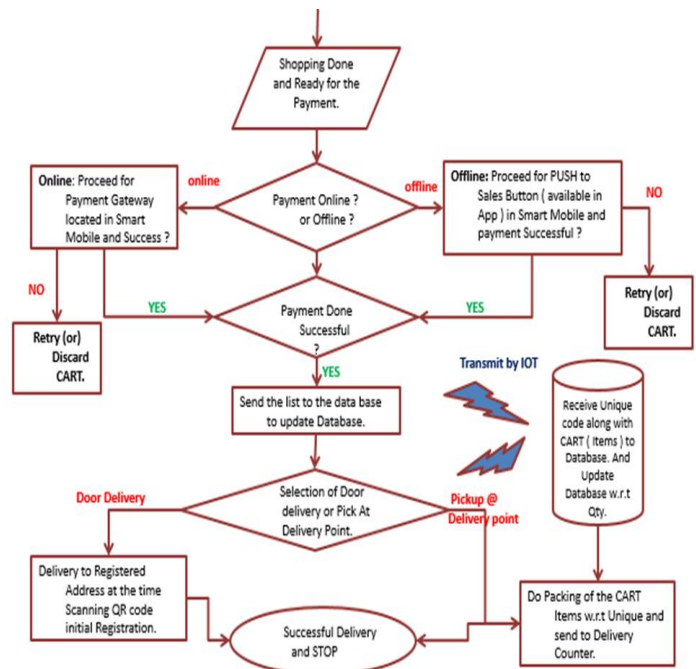 Shopping Done
and Ready for the
Payment.
Online: Proceed for
Payment Gateway
located in Smart
Mobile and Success ?
online
Payment Online ?
or Offline ?
offline
Offline: Proceed for PUSH to
Sales Button ( available in
App ) in Smart Mobile and
payment Successful ?
NO
NO
YES
Payment Done
Successful
?
YES
Retry (or)
Discard
CART.
Retry (or)
Discard
CART.
YES
Transmit by IOT
Send the list to the data base
to update Database.
Receive Unique
code along with
CART ( Items ) to
Database. And
Update
Database w.r.t
Qty.
Door Delivery
Selection of Door
delivery or Pick At
Delivery Point.
Pickup @
Delivery point
Delivery to Registered
Address at the time
Scanning QR code
initial Registration.
Successful Delivery
and STOP
Do Packing of the CART
Items w.r.t Unique and
send to Delivery
Counter.